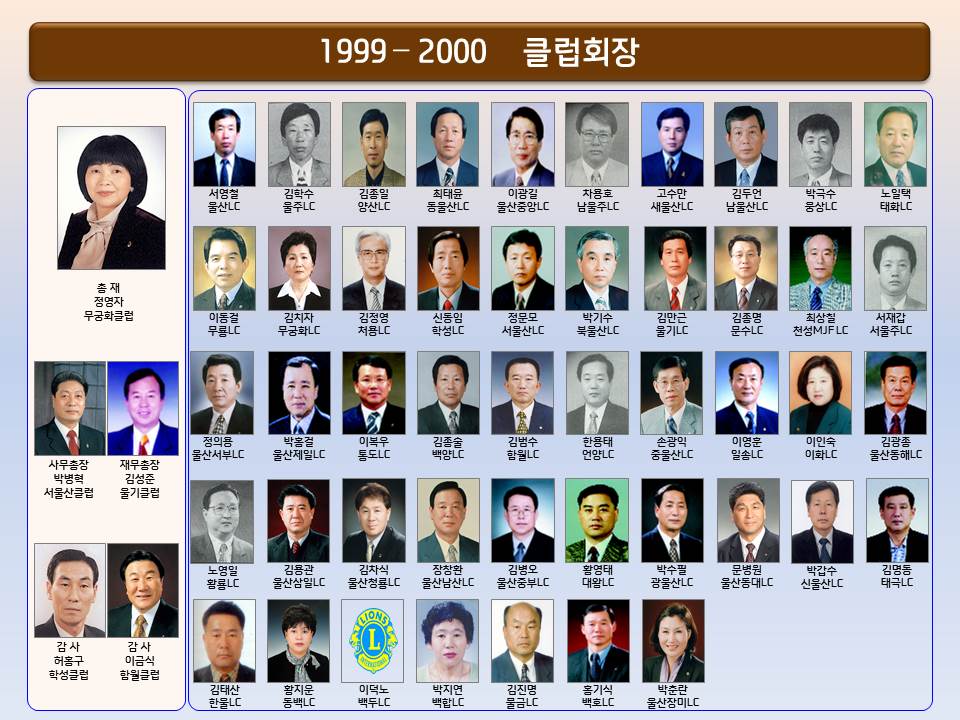 1999 – 2000 클럽회장
총 재
정영자
무궁화클럽
사무총장
박병혁
서울산클럽
재무총장
김성준
울기클럽
감 사
허홍구
학성클럽
감 사
이금식
함월클럽
서영철
울산LC
김학수
울주LC
김종일
양산LC
최태윤
동울산LC
이광길
울산중앙LC
차용호
남울주LC
고수만
새울산LC
김두언
남울산LC
박극수
웅상LC
노일택
태화LC
이동걸
무룡LC
김치자
무궁화LC
김정영
처용LC
신동임
학성LC
정문모
서울산LC
박기수
북울산LC
김만근
울기LC
김종명
문수LC
최상칠
천성MJF LC
서재갑
서울주LC
정의용
울산서부LC
박홍걸
울산제일LC
이복우
통도LC
김종술
백양LC
김범수
함월LC
한용태
언양LC
손광익
중울산LC
이영훈
일송LC
이인숙
이화LC
김광종
울산동해LC
노영일
황룡LC
김용관
울산삼일LC
김차식
울산청룡LC
장창환
울산남산LC
김병오
울산중부LC
황영태
대왕LC
박수필
광울산LC
문병원
울산동대LC
박갑수
신울산LC
김명동
태극LC
김태산
한울LC
황지운
동백LC
LIONS
L
INTERNATIONAL
이덕노
백두LC
박지연
백합LC
김진명
물금LC
홍기식
백호LC
박춘란
울산장미LC